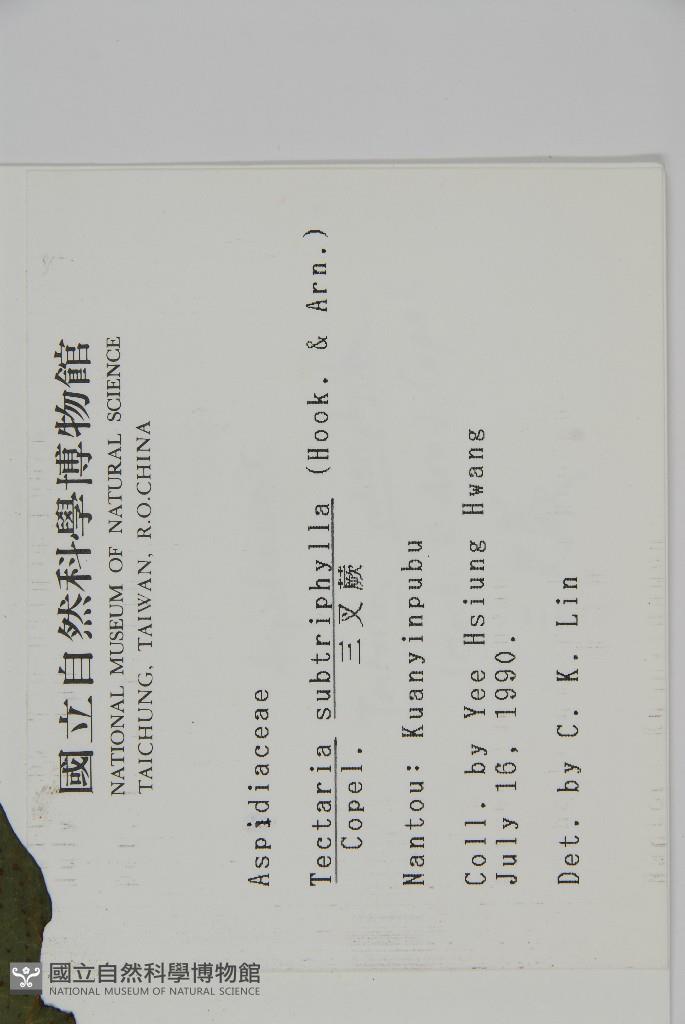 國立自然科學博物館
NATIONAL MUSEUM OF NATURAL SCIENCE
TAICHUNG, TAIWAN, R.O.CHINA
Aspidiaceae
Tectaria subtriphylla (Hook. & Arn.)
Copel. 三叉蕨
Nantou: Kuanyinpubu
Coll. by Yee Hsiung Hwang
July 16, 1990.
Det. by C. K. Lin
國立自然科學博物館
NATIONAL MUSEUM OF NATURAL SCIENCE